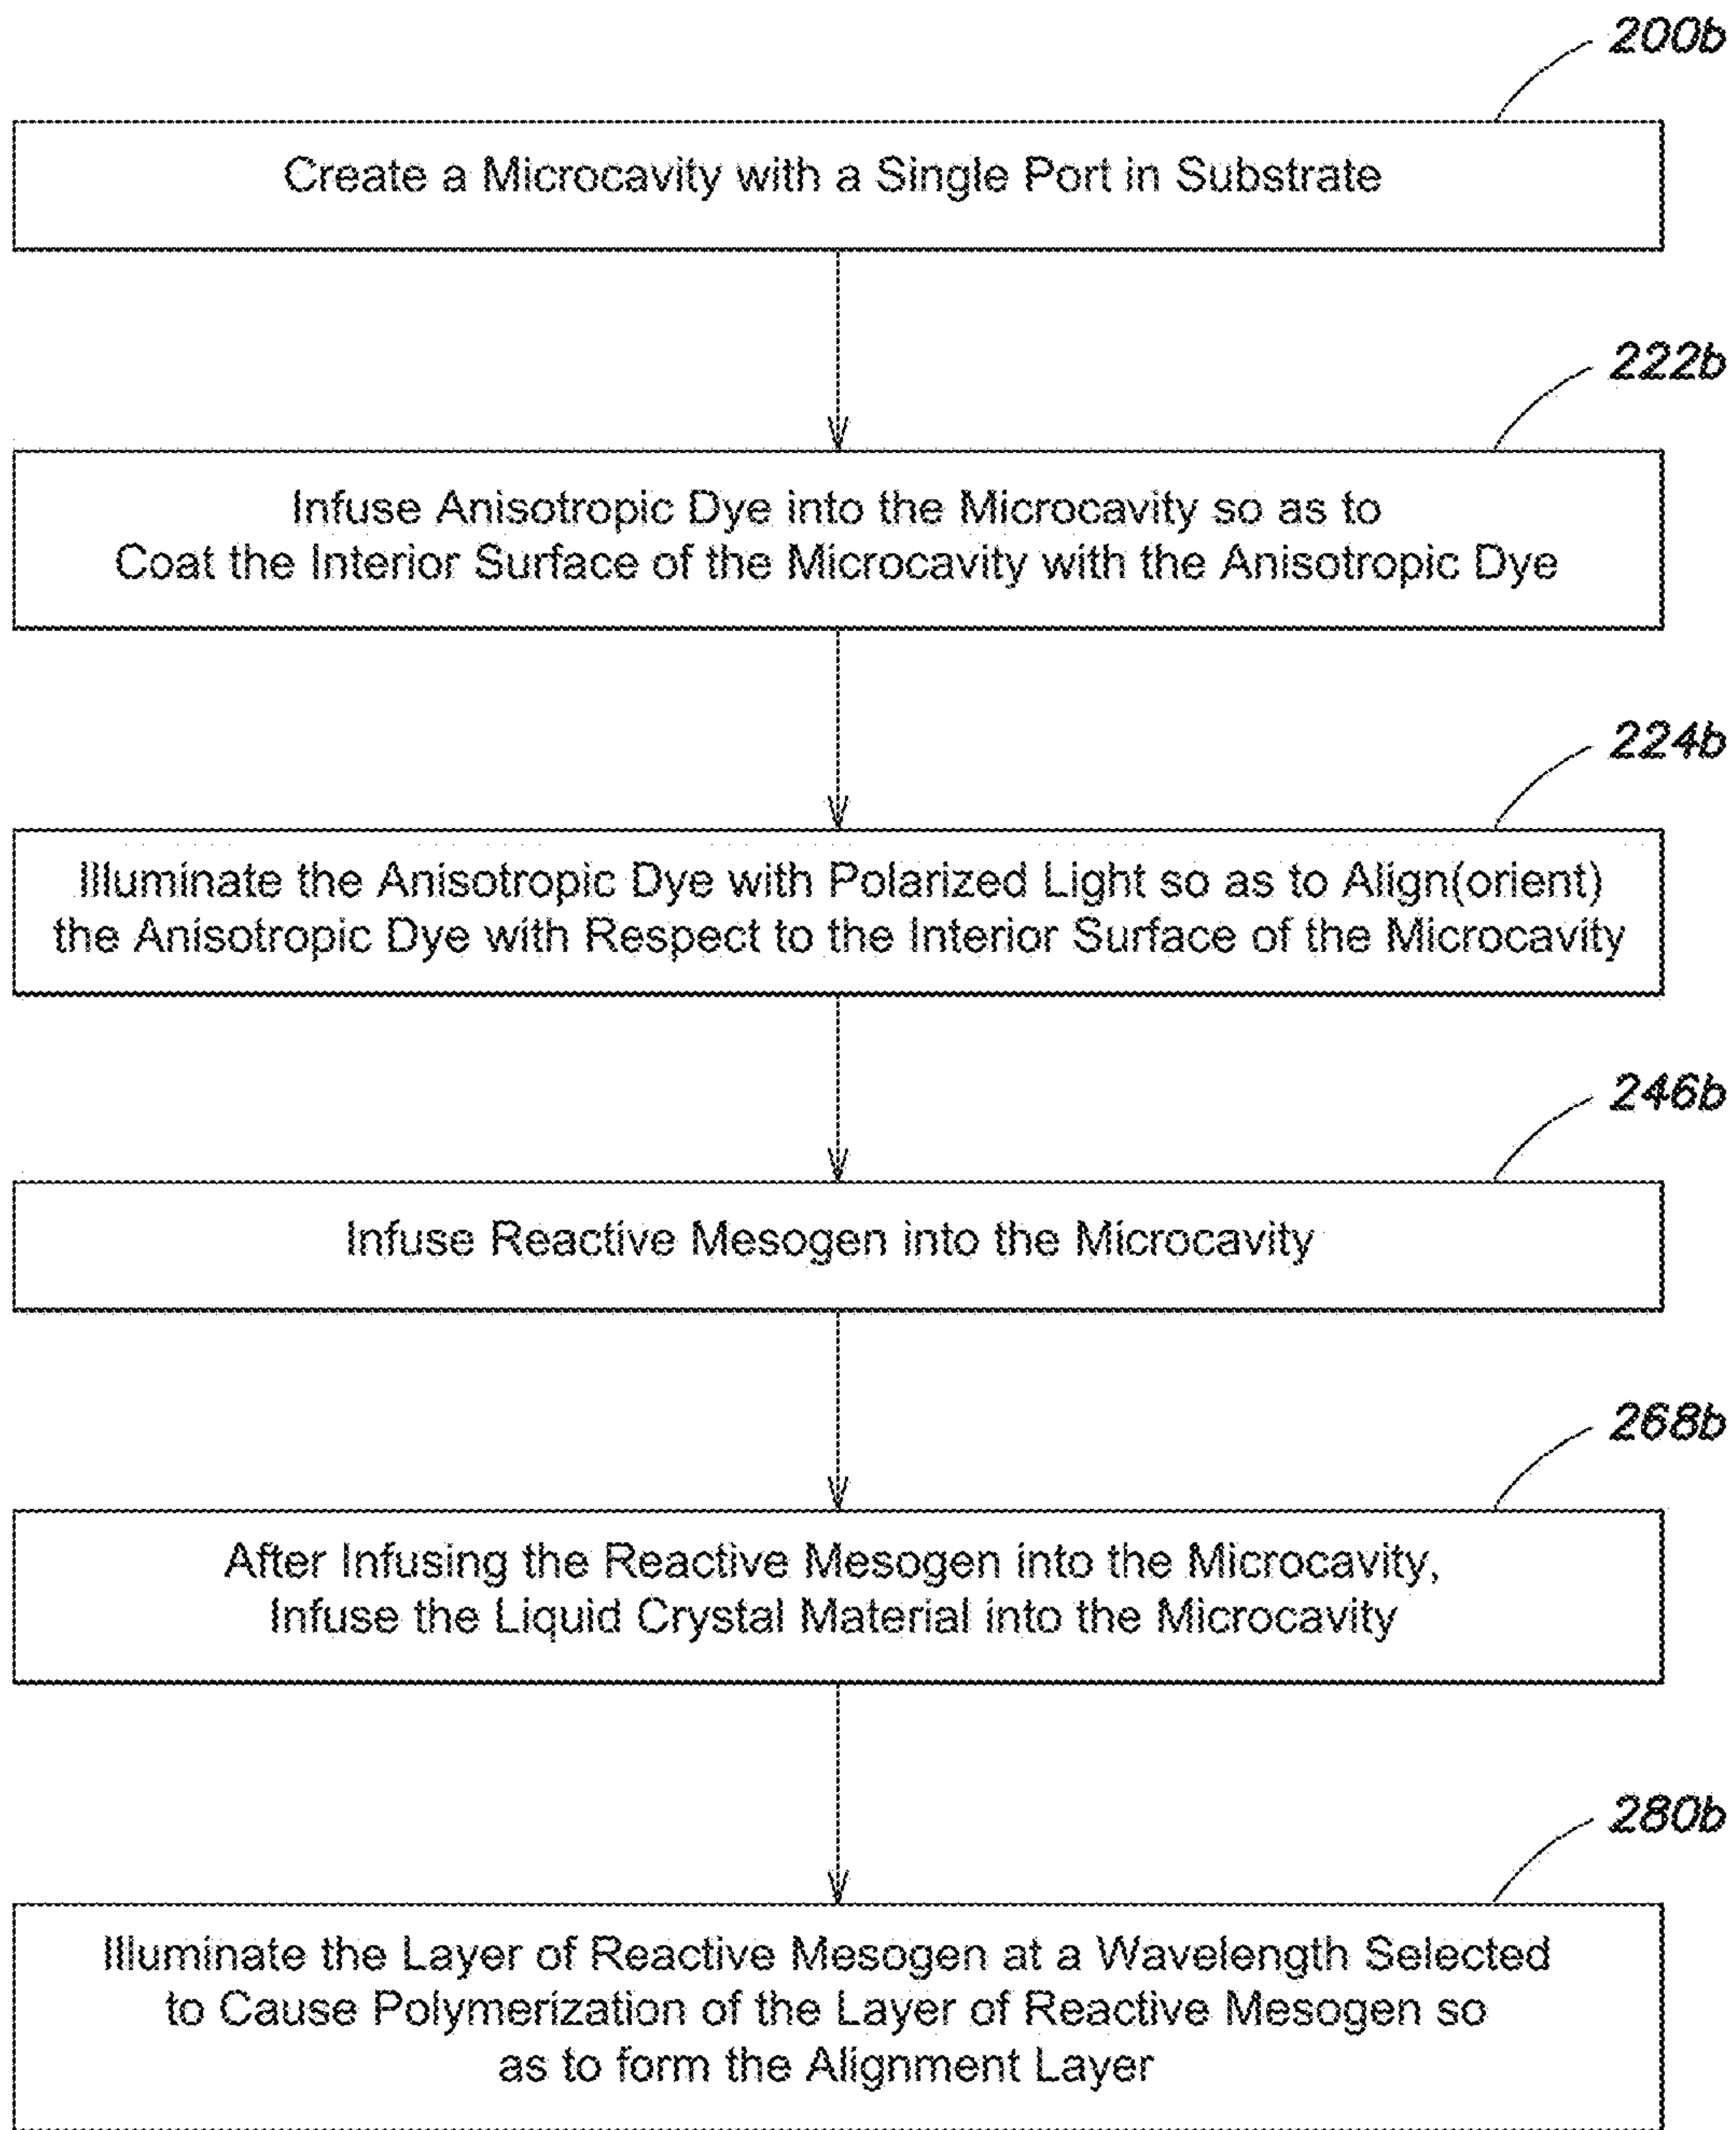 200b
Create a Microcavity with a Single Port in Substrate
222b
Infuse Anisotropic Dye into the Microcavity so as to
Coat the Interior Surface of the Microcavity with the Anisotropic Dye
224b
Illuminate the Anisotropic Dye with Polarized Light so as to Align(orient)
the Anisotropic Dye with Respect to the Interior Surface of the Microcavity
246b
Infuse Reactive Mesogen into the Microcavity
268b
After Infusing the Reactive Mesogen into the Microcavity,
Infuse the Liquid Crystal Material into the Microcavity
280b
Illuminate the Layer of Reactive Mesogen at a Wavelength Selected
to Cause Polymerization of the Layer of Reactive Mesogen so
as to form the Alignment Layer